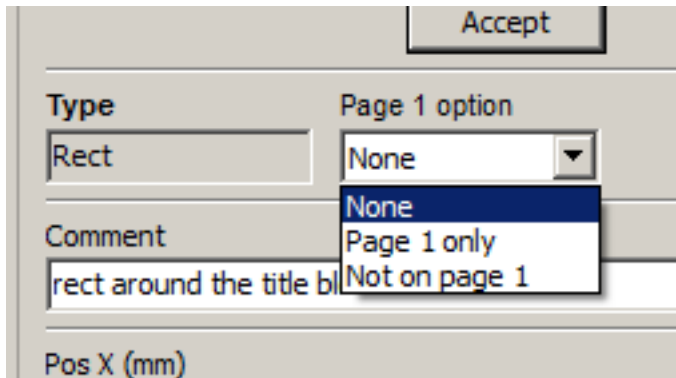 Accept
Type
Page 1 option
Rect
None
None
Page 1 only
Not on page 1
Comment
rect around the title bl
Pos X (mm)